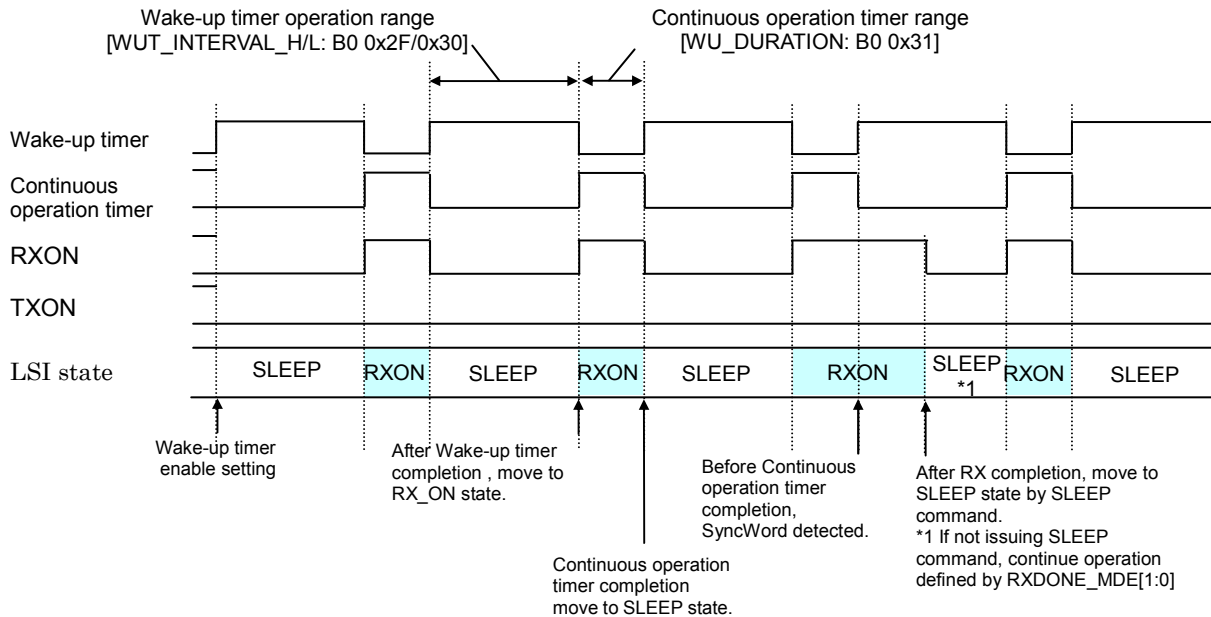 Wake-up timer operation range
[WUT_INTERVAL_H/L: B0 0x2F/0x30]
Continuous operation timer range
[WU_DURATION: B0 0x31]
Wake-up timer
Continuous
operation timer
RXON
TXON
LSI state
SLEEP
RXON
SLEEP
RXON
SLEEP
RXON
SLEEP
*1
RXON
SLEEP
Wake-up timer
enable setting
After Wake-up timer
completion , move to
RX_ON state.
Continuous operation
timer completion
move to SLEEP state.
Before Continuous
operation timer
completion,
SyncWord detected.
After RX completion, move to
SLEEP state by SLEEP
command.
*1 If not issuing SLEEP
command, continue operation
defined by RXDONE_MDE[1:0]